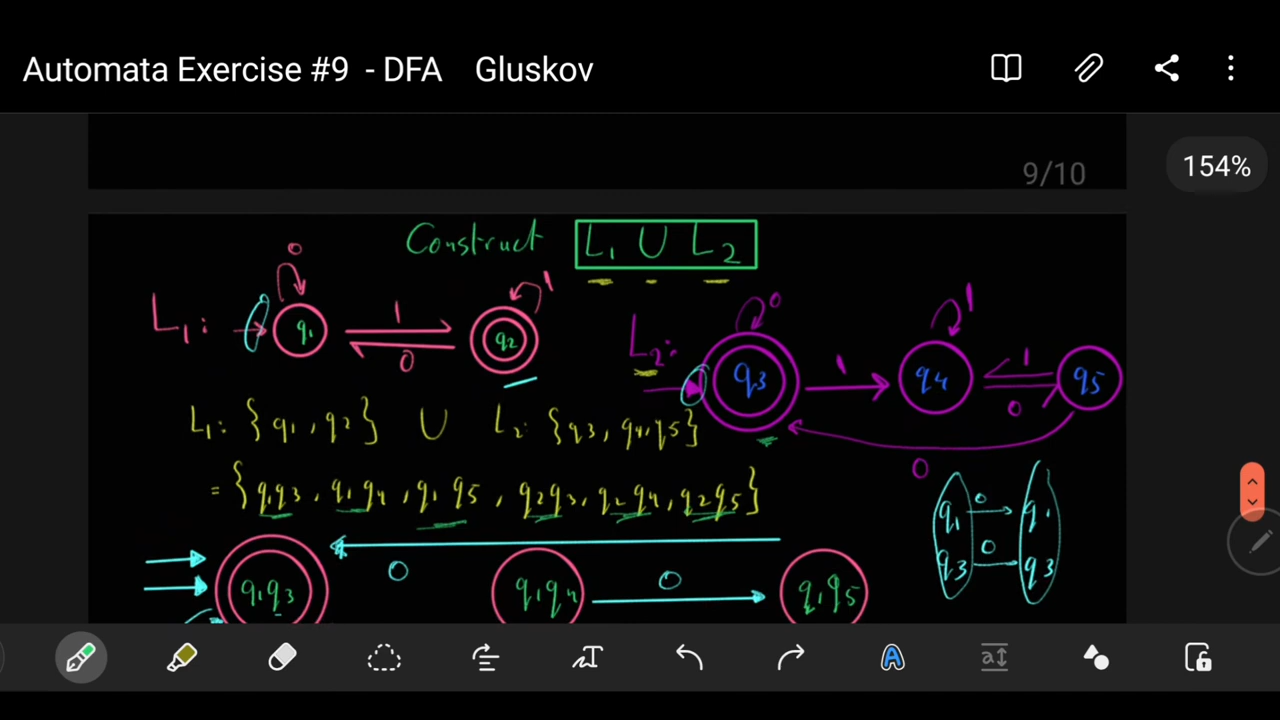 Automata Exercise #9 - DFA Gluskov
154%
9/10
Construct L₁ ∪ L₂
0 1 0 1
L₁: q₁ 1 q₂ L₂: q3 1 q4 1 q5
0 0
L₁: {q₁, q₂} ∪ L₂: {q3, q4, q5}
0
= {q₁q3, q₁q4, q₁q5, q2q3, q2q4, q2q5}
q₁ 0 q₁
q3 0 q3
0 0
q₁q3 q₁q4 q₁q5